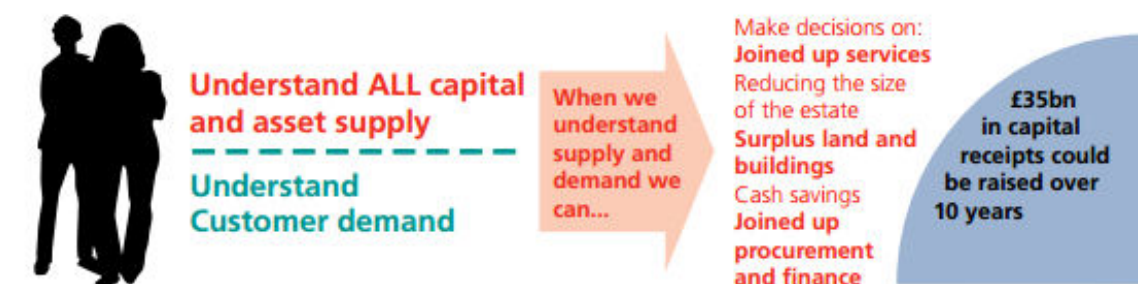 Understand ALL capital
and asset supply
Understand
Customer demand
When we
understand
supply and
demand we
can...
Make decisions on:
Joined up services
Reducing the size
of the estate
Surplus land and
buildings
Cash savings
Joined up
procurement
and finance
£35bn
in capital
receipts could
be raised over
10 years